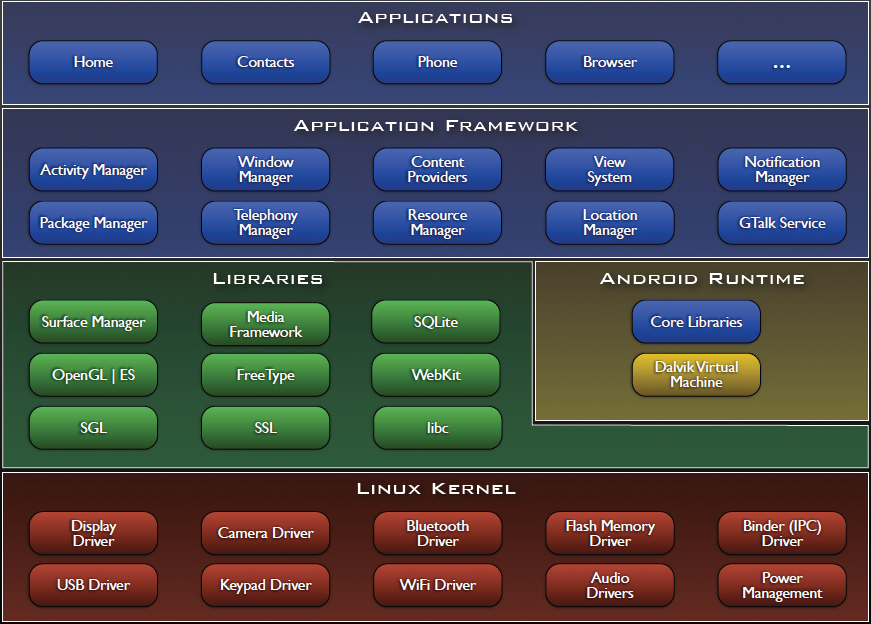 APPLICATIONS
Home
Contacts
Phone
Browser
...
APPLICATION FRAMEWORK
Activity Manager
Window
Manager
Content
Providers
View
System
Notification
Manager
Package Manager
Telephony
Manager
Resource
Manager
Location
Manager
GTalk Service
LIBRARIES
Surface Manager
Media
Framework
SQLite
OpenGL | ES
FreeType
WebKit
SGL
SSL
libc
ANDROID RUNTIME
Core Libraries
Dalvik Virtual
Machine
LINUX KERNEL
Display
Driver
Camera Driver
Bluetooth
Driver
Flash Memory
Driver
Binder (IPC)
Driver
USB Driver
Keypad Driver
WiFi Driver
Audio
Drivers
Power
Management